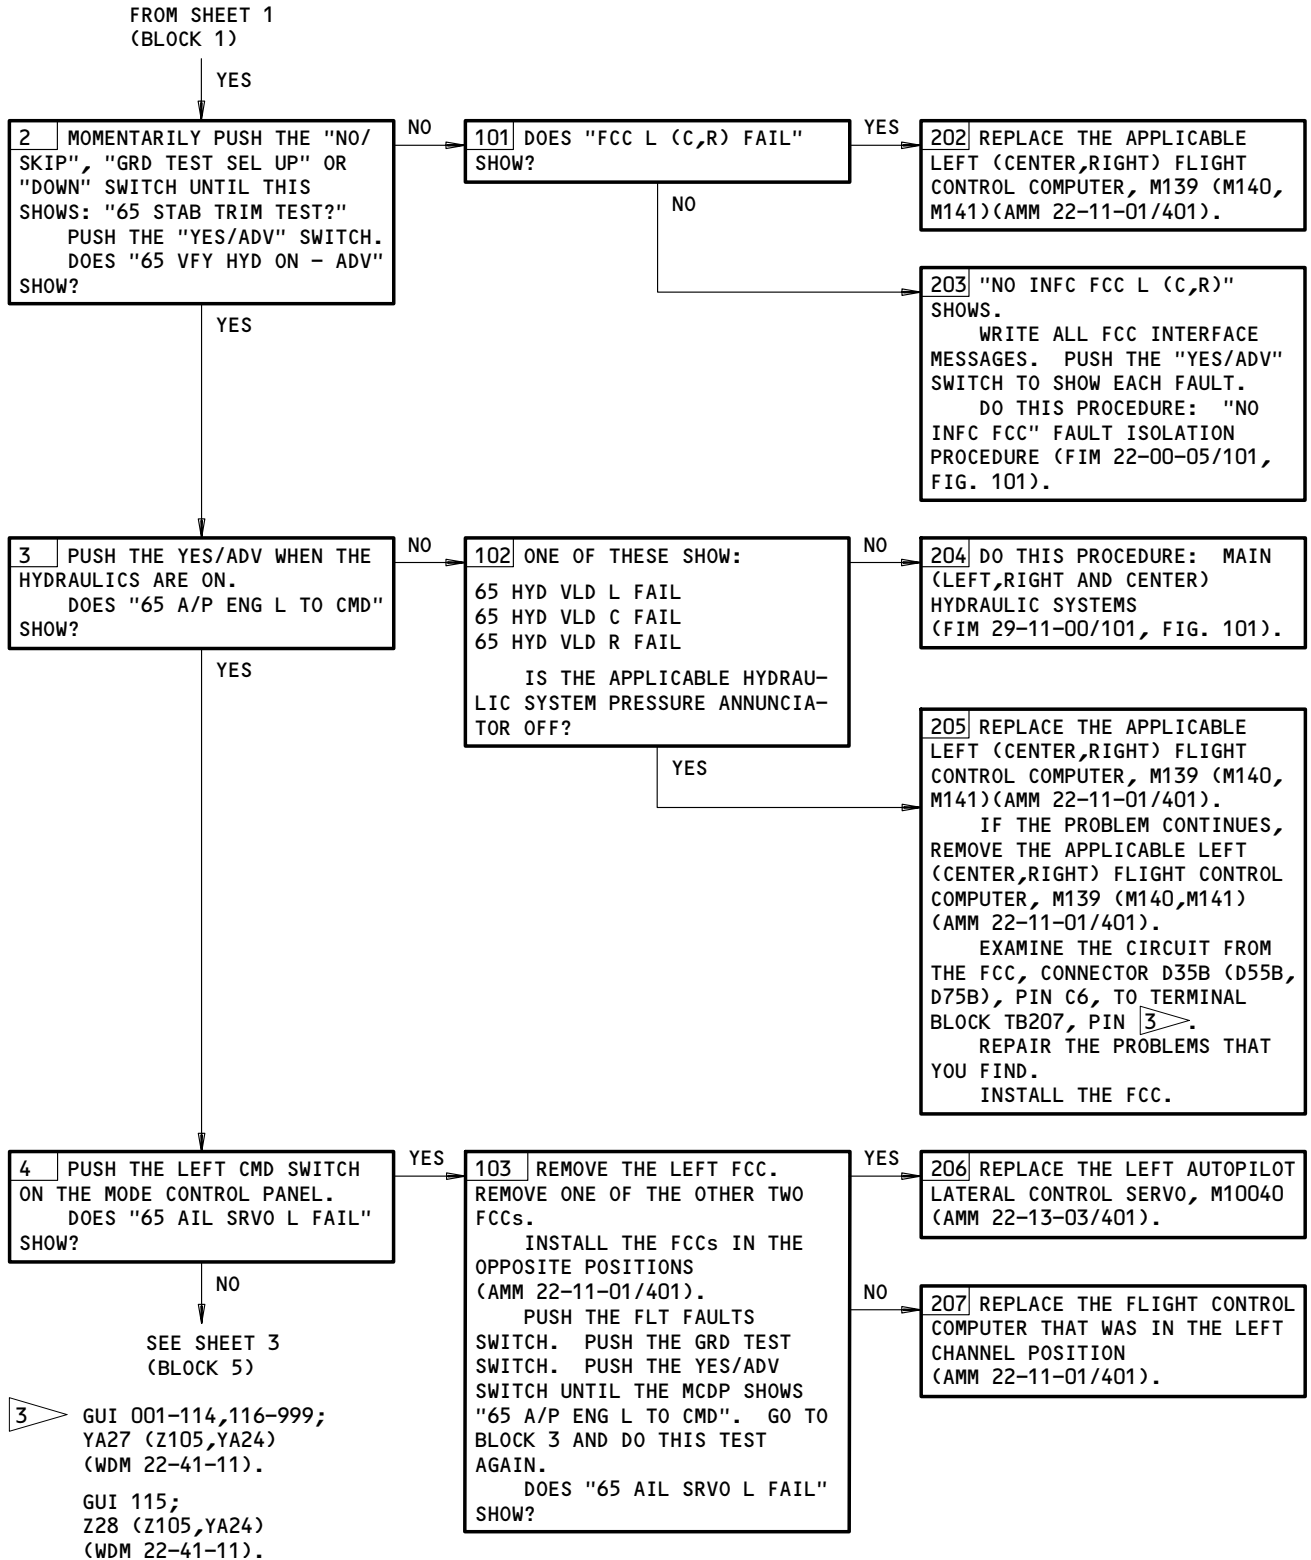 FROM SHEET 1
(BLOCK 1)
YES
2 MOMENTARILY PUSH THE "NO/
SKIP", "GRD TEST SEL UP" OR
"DOWN" SWITCH UNTIL THIS
SHOWS: "65 STAB TRIM TEST?"
PUSH THE "YES/ADV" SWITCH.
DOES "65 VFY HYD ON – ADV"
SHOW?
NO
101 DOES "FCC L (C,R) FAIL"
SHOW?
YES
202 REPLACE THE APPLICABLE
LEFT (CENTER,RIGHT) FLIGHT
CONTROL COMPUTER, M139 (M140,
M141)(AMM 22-11-01/401).
NO
203 "NO INFC FCC L (C,R)"
SHOWS.
WRITE ALL FCC INTERFACE
MESSAGES. PUSH THE "YES/ADV"
SWITCH TO SHOW EACH FAULT.
DO THIS PROCEDURE: "NO
INFC FCC" FAULT ISOLATION
PROCEDURE (FIM 22-00-05/101,
FIG. 101).
YES
3 PUSH THE YES/ADV WHEN THE
HYDRAULICS ARE ON.
DOES "65 A/P ENG L TO CMD"
SHOW?
NO
102 ONE OF THESE SHOW:
65 HYD VLD L FAIL
65 HYD VLD C FAIL
65 HYD VLD R FAIL
IS THE APPLICABLE HYDRAU-
LIC SYSTEM PRESSURE ANNUNCIA-
TOR OFF?
NO
204 DO THIS PROCEDURE: MAIN
(LEFT,RIGHT AND CENTER)
HYDRAULIC SYSTEMS
(FIM 29-11-00/101, FIG. 101).
YES
205 REPLACE THE APPLICABLE
LEFT (CENTER,RIGHT) FLIGHT
CONTROL COMPUTER, M139 (M140,
M141)(AMM 22-11-01/401).
IF THE PROBLEM CONTINUES,
REMOVE THE APPLICABLE LEFT
(CENTER,RIGHT) FLIGHT CONTROL
COMPUTER, M139 (M140,M141)
(AMM 22-11-01/401).
EXAMINE THE CIRCUIT FROM
THE FCC, CONNECTOR D35B (D55B,
D75B), PIN C6, TO TERMINAL
BLOCK TB207, PIN 3.
REPAIR THE PROBLEMS THAT
YOU FIND.
INSTALL THE FCC.
YES
4 PUSH THE LEFT CMD SWITCH
ON THE MODE CONTROL PANEL.
DOES "65 AIL SRVO L FAIL"
SHOW?
YES
103 REMOVE THE LEFT FCC.
REMOVE ONE OF THE OTHER TWO
FCCs.
INSTALL THE FCCs IN THE
OPPOSITE POSITIONS
(AMM 22-11-01/401).
PUSH THE FLT FAULTS
SWITCH. PUSH THE GRD TEST
SWITCH. PUSH THE YES/ADV
SWITCH UNTIL THE MCDP SHOWS
"65 A/P ENG L TO CMD". GO TO
BLOCK 3 AND DO THIS TEST
AGAIN.
DOES "65 AIL SRVO L FAIL"
SHOW?
YES
206 REPLACE THE LEFT AUTOPILOT
LATERAL CONTROL SERVO, M10040
(AMM 22-13-03/401).
NO
207 REPLACE THE FLIGHT CONTROL
COMPUTER THAT WAS IN THE LEFT
CHANNEL POSITION
(AMM 22-11-01/401).
NO
SEE SHEET 3
(BLOCK 5)
3 GUI 001-114,116-999;
YA27 (Z105,YA24)
(WDM 22-41-11).
GUI 115;
Z28 (Z105,YA24)
(WDM 22-41-11).